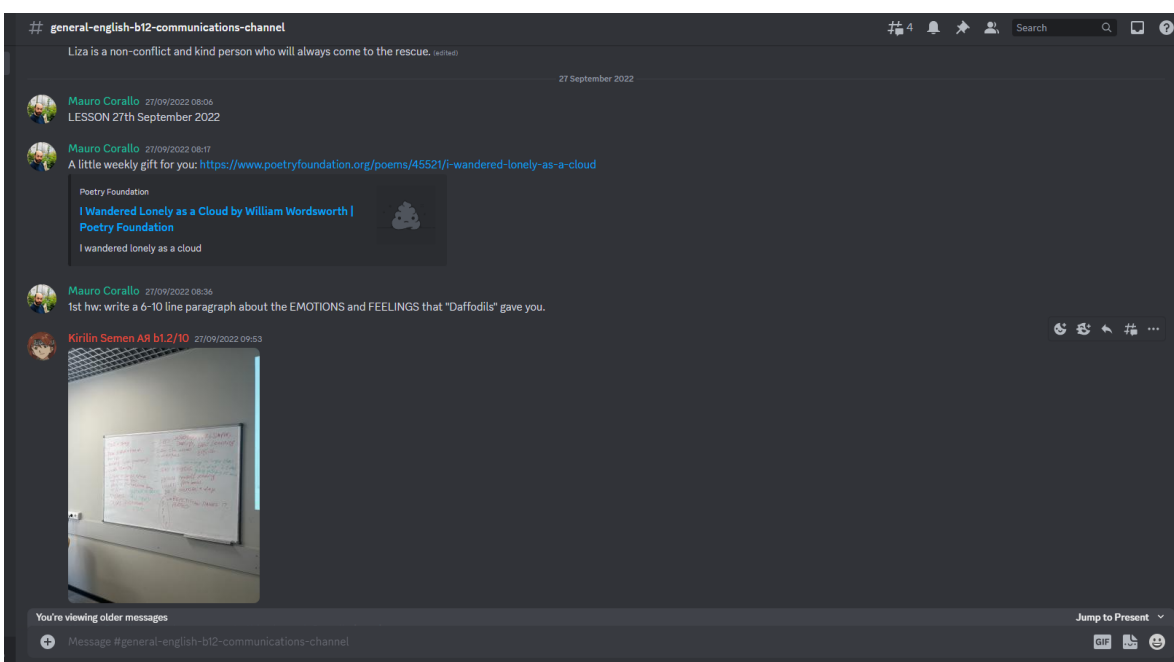 # general-english-b12-communications-channel
4
Search
Liza is a non-conflict and kind person who will always come to the rescue. (edited)
27 September 2022
Mauro Corallo 27/09/2022 08:06
LESSON 27th September 2022
Mauro Corallo 27/09/2022 08:17
A little weekly gift for you: https://www.poetryfoundation.org/poems/45521/i-wandered-lonely-as-a-cloud
Poetry Foundation
I Wandered Lonely as a Cloud by William Wordsworth |
Poetry Foundation
I wandered lonely as a cloud
Mauro Corallo 27/09/2022 08:36
1st hw: write a 6-10 line paragraph about the EMOTIONS and FEELINGS that "Daffodils" gave you.
Kirilin Semen АЯ b1.2/10 27/09/2022 09:53
You're viewing older messages
Jump to Present
Message #general-english-b12-communications-channel
GIF